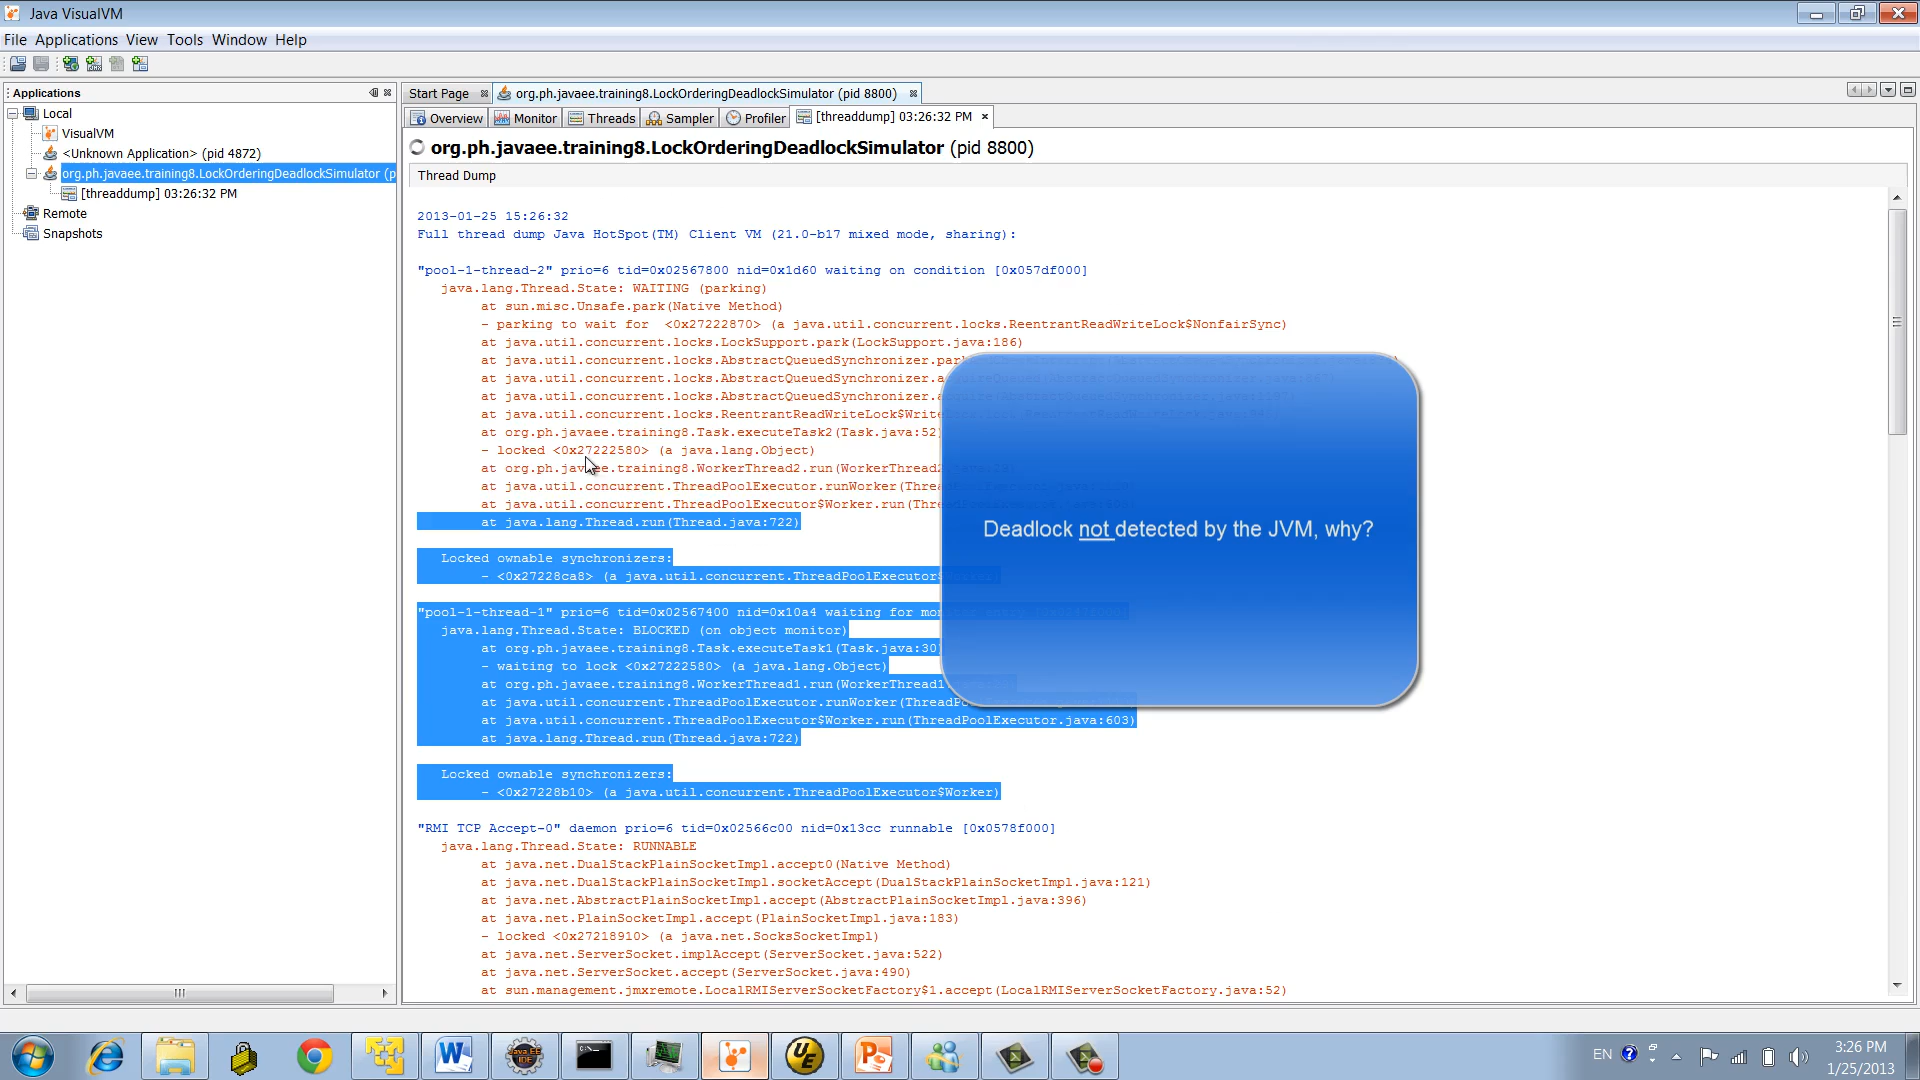 Java VisualVM
File Applications View Tools Window Help
Applications
Start Page
org.ph.javaee.training8.LockOrderingDeadlockSimulator (pid 8800)
Local
VisualVM
<Unknown Application> (pid 4872)
org.ph.javaee.training8.LockOrderingDeadlockSimulator (p
[threaddump] 03:26:32 PM
Remote
Snapshots
Overview Monitor Threads Sampler Profiler [threaddump] 03:26:32 PM
org.ph.javaee.training8.LockOrderingDeadlockSimulator (pid 8800)
Thread Dump
2013-01-25 15:26:32
Full thread dump Java HotSpot(TM) Client VM (21.0-b17 mixed mode, sharing):
"pool-1-thread-2" prio=6 tid=0x02567800 nid=0x1d60 waiting on condition [0x057df000]
java.lang.Thread.State: WAITING (parking)
at sun.misc.Unsafe.park(Native Method)
- parking to wait for <0x27222870> (a java.util.concurrent.locks.ReentrantReadWriteLock$NonfairSync)
at java.util.concurrent.locks.LockSupport.park(LockSupport.java:186)
at java.util.concurrent.locks.AbstractQueuedSynchronizer.par
at java.util.concurrent.locks.AbstractQueuedSynchronizer.a
at java.util.concurrent.locks.AbstractQueuedSynchronizer.a
at java.util.concurrent.locks.ReentrantReadWriteLock$Write
at org.ph.javaee.training8.Task.executeTask2(Task.java:52)
- locked <0x27222580> (a java.lang.Object)
at org.ph.javaee.training8.WorkerThread2.run(WorkerThread2
at java.util.concurrent.ThreadPoolExecutor.runWorker(Threa
at java.util.concurrent.ThreadPoolExecutor$Worker.run(Thre
at java.lang.Thread.run(Thread.java:722)
Locked ownable synchronizers:
- <0x27228ca8> (a java.util.concurrent.ThreadPoolExecutor$
"pool-1-thread-1" prio=6 tid=0x02567400 nid=0x10a4 waiting for mon
java.lang.Thread.State: BLOCKED (on object monitor)
at org.ph.javaee.training8.Task.executeTask1(Task.java:30)
- waiting to lock <0x27222580> (a java.lang.Object)
at org.ph.javaee.training8.WorkerThread1.run(WorkerThread1
at java.util.concurrent.ThreadPoolExecutor.runWorker(ThreadPo
at java.util.concurrent.ThreadPoolExecutor$Worker.run(ThreadPoolExecutor.java:603)
at java.lang.Thread.run(Thread.java:722)
Locked ownable synchronizers:
- <0x27228b10> (a java.util.concurrent.ThreadPoolExecutor$Worker)
"RMI TCP Accept-0" daemon prio=6 tid=0x02566c00 nid=0x13cc runnable [0x0578f000]
java.lang.Thread.State: RUNNABLE
at java.net.DualStackPlainSocketImpl.accept0(Native Method)
at java.net.DualStackPlainSocketImpl.socketAccept(DualStackPlainSocketImpl.java:121)
at java.net.AbstractPlainSocketImpl.accept(AbstractPlainSocketImpl.java:396)
at java.net.PlainSocketImpl.accept(PlainSocketImpl.java:183)
- locked <0x27218910> (a java.net.SocksSocketImpl)
at java.net.ServerSocket.implAccept(ServerSocket.java:522)
at java.net.ServerSocket.accept(ServerSocket.java:490)
at sun.management.jmxremote.LocalRMIServerSocketFactory$1.accept(LocalRMIServerSocketFactory.java:52)
Deadlock not detected by the JVM, why?
EN
3:26 PM
1/25/2013